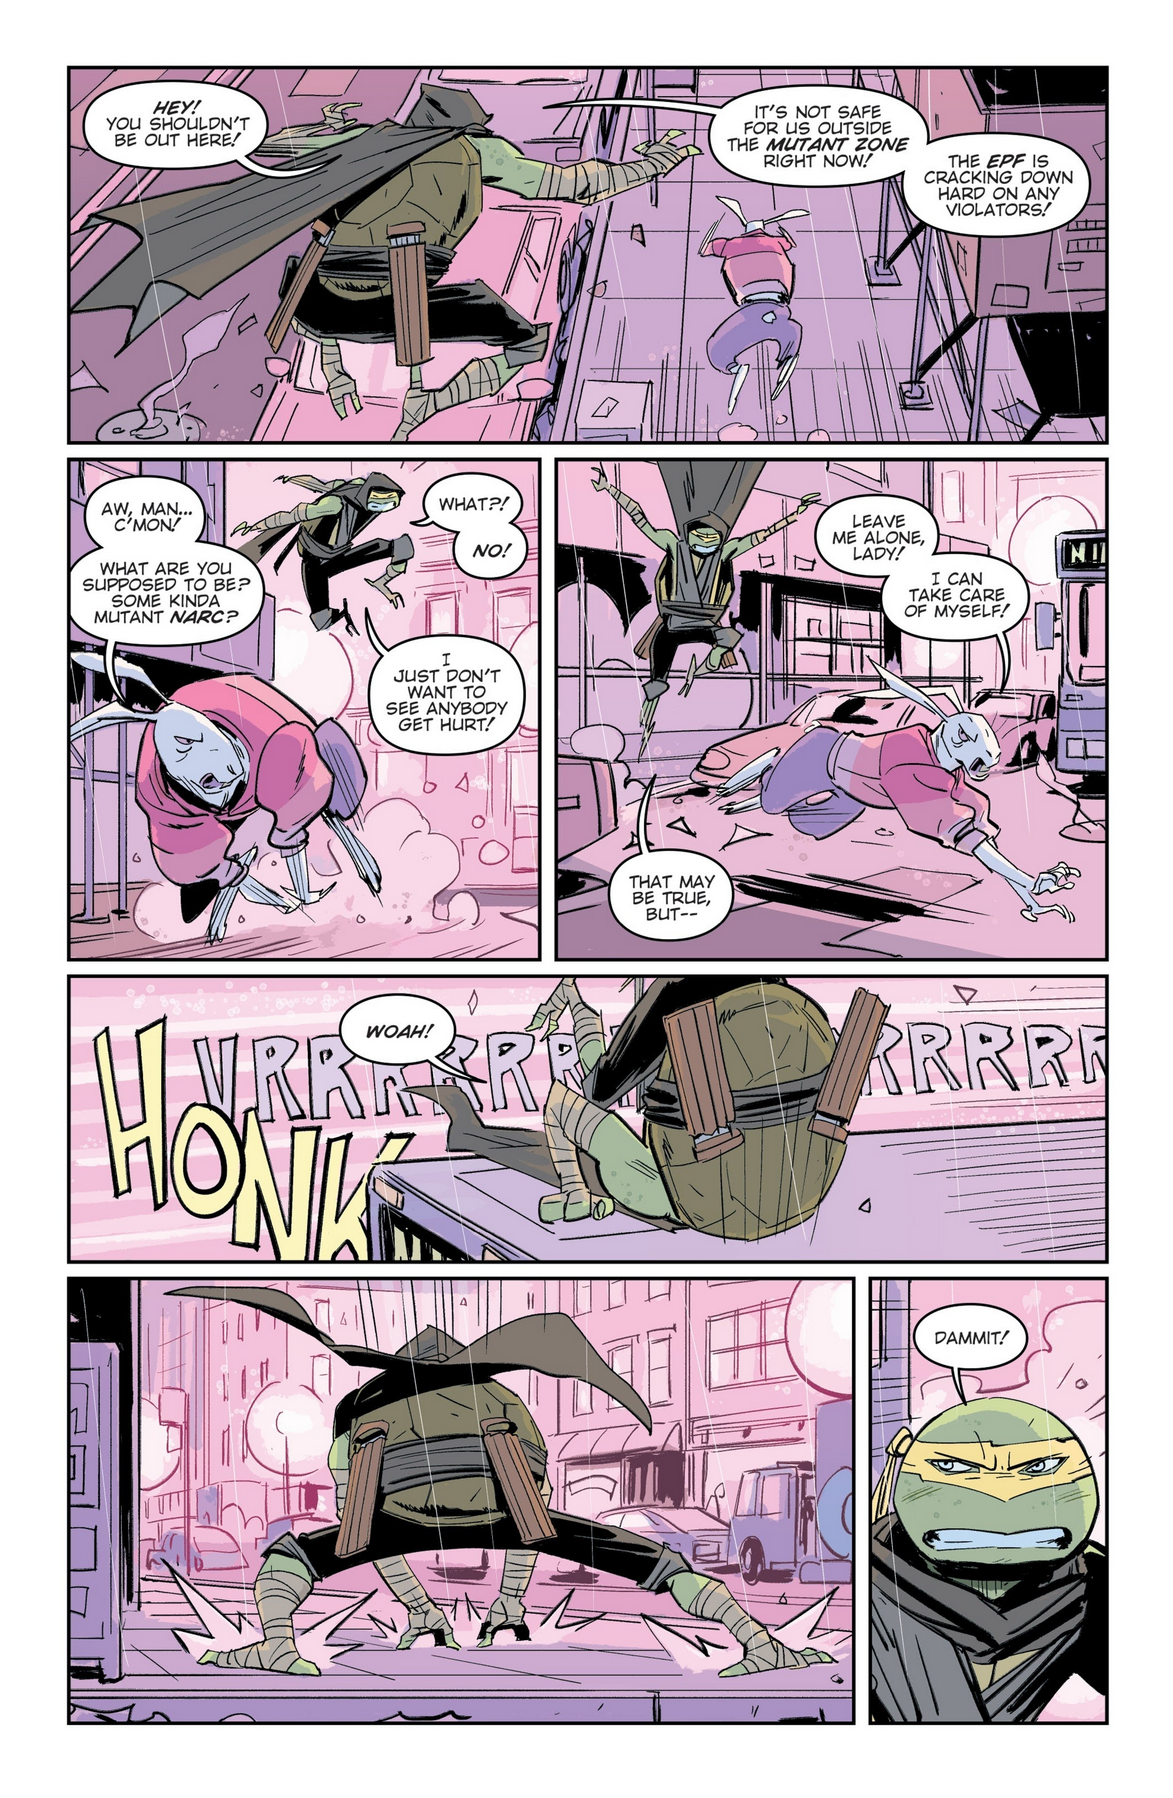 HEY!
YOU SHOULDN'T
BE OUT HERE!
IT'S NOT SAFE
FOR US OUTSIDE
THE MUTANT ZONE
RIGHT NOW!
THE EPF IS
CRACKING DOWN
HARD ON ANY
VIOLATORS!
AW, MAN...
C'MON!
WHAT ARE YOU
SUPPOSED TO BE?
SOME KINDA
MUTANT NARC?
WHAT?!
NO!
I
JUST DON'T
WANT TO
SEE ANYBODY
GET HURT!
LEAVE
ME ALONE,
LADY!
I CAN
TAKE CARE
OF MYSELF!
NI
THAT MAY
BE TRUE,
BUT--
WOAH!
VRRRRRRRRRRRR
HONK
DAMMIT!